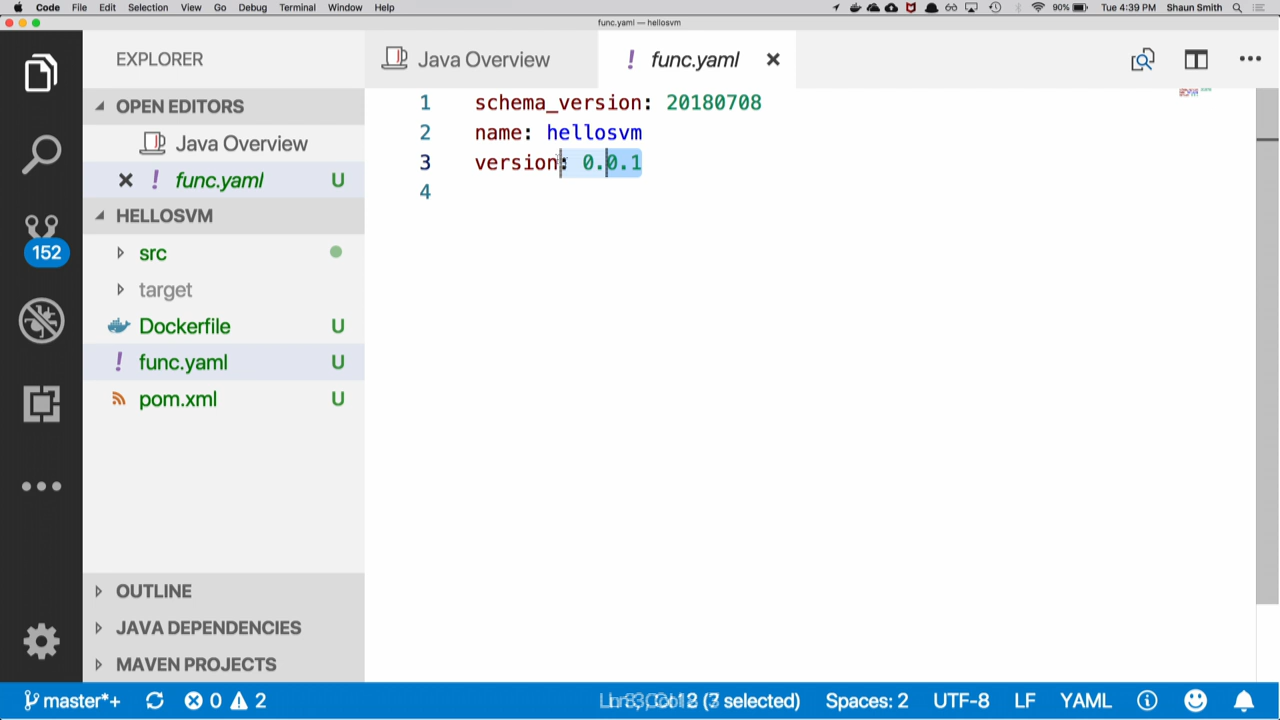 Code File Edit Selection View Go Debug Terminal Window Help 90% Tue 4:39 PM Shaun Smith
func.yaml — hellosvm
EXPLORER
Java Overview
! func.yaml
OPEN EDITORS
Java Overview
! func.yaml U
HELLOSVM
src
target
Dockerfile U
! func.yaml U
pom.xml U
152
1 schema_version: 20180708
2 name: hellosvm
3 version: 0.0.1
4
OUTLINE
JAVA DEPENDENCIES
MAVEN PROJECTS
master*+ 0 2 (7 selected) Spaces: 2 UTF-8 LF YAML